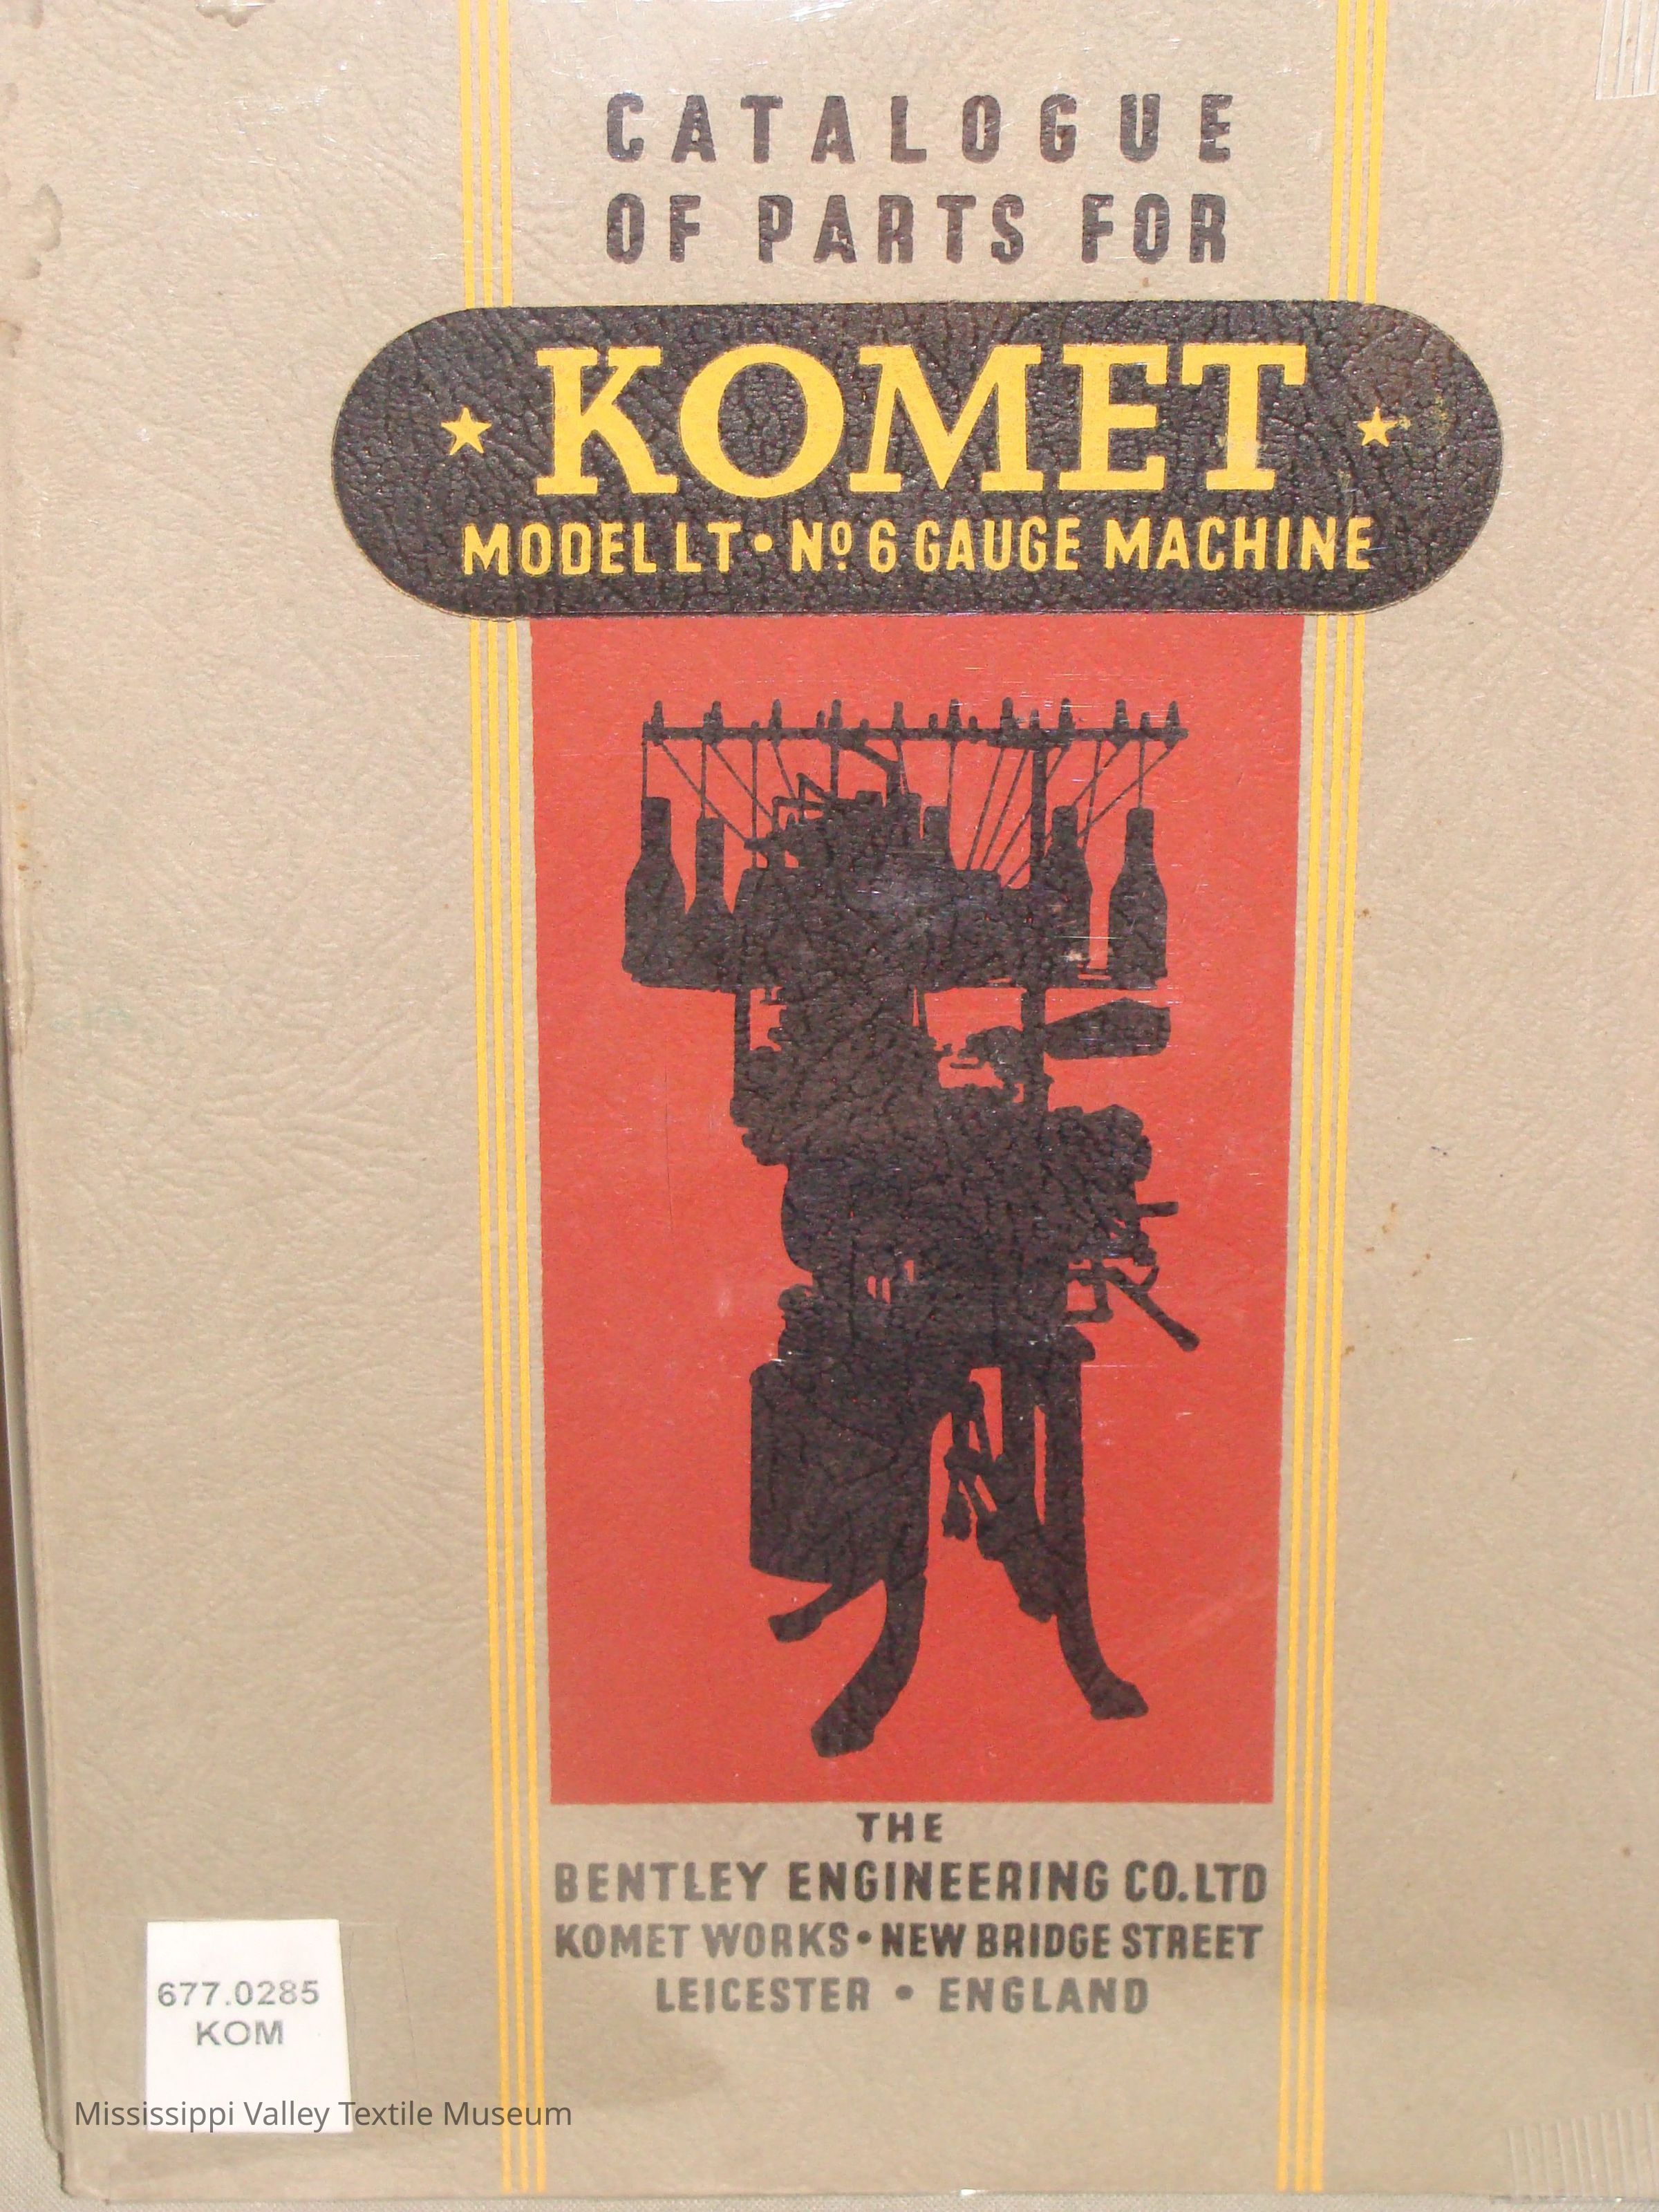 CATALOGUE
OF PARTS FOR
KOMET
MODEL LT • Nº 6 GAUGE MACHINE
THE
BENTLEY ENGINEERING CO. LTD
KOMET WORKS • NEW BRIDGE STREET
LEICESTER • ENGLAND
677.0285
KOM
Mississippi Valley Textile Museum